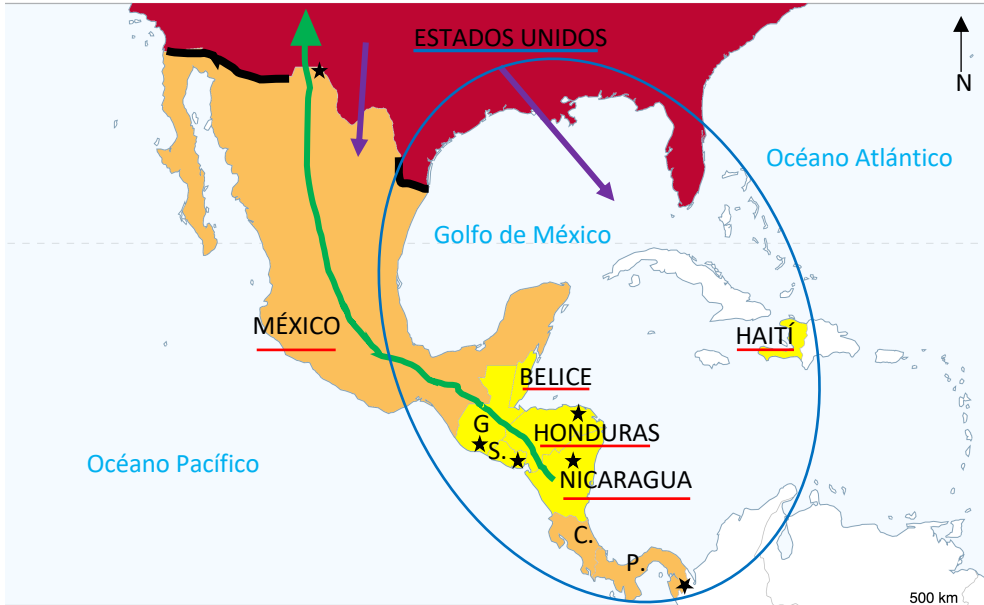 ESTADOS UNIDOS
N
Océano Atlántico
Golfo de México
MÉXICO
HAITÍ
BELICE
G
HONDURAS
S.
Océano Pacífico
NICARAGUA
C.
P.
500 km